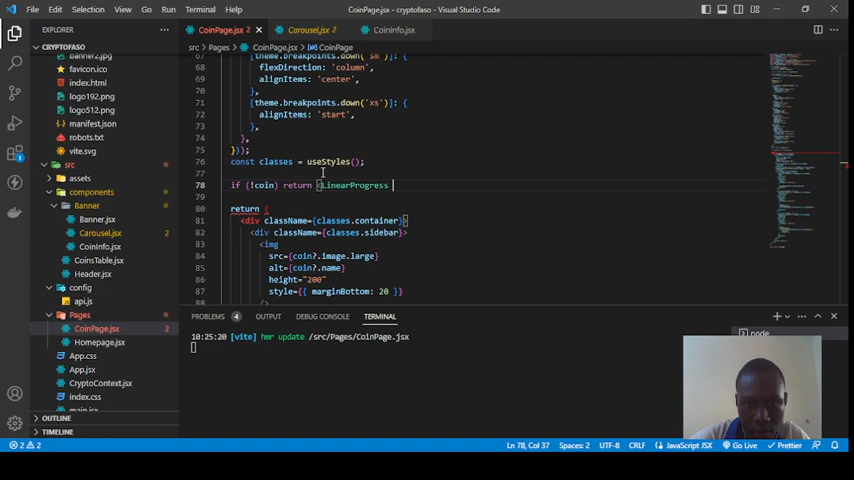 File Edit Selection View Go Run Terminal Help
CoinPage.jsx - cryptofaso - Visual Studio Code
EXPLORER
CRYPTOFASO
banner2.jpg
favicon.ico
index.html
logo192.png
logo512.png
manifest.json
robots.txt
vite.svg
src
assets
components
Banner
Banner.jsx
Carousel.jsx
CoinInfo.jsx
CoinsTable.jsx
Header.jsx
config
api.js
Pages
CoinPage.jsx 2
Homepage.jsx
App.css
App.jsx
CryptoContext.jsx
index.css
main.jsx
OUTLINE
TIMELINE
CoinPage.jsx 2 Carousel.jsx 2 CoinInfo.jsx
src > Pages > CoinPage.jsx > CoinPage
67 [theme.breakpoints.down('sm')]: {
68 flexDirection: 'column',
69 alignItems: 'center',
70 },
71 [theme.breakpoints.down('xs')]: {
72 alignItems: 'start',
73 },
74 },
75 }));
76 const classes = useStyles();
77
78 if (!coin) return <LinearProgress
79
80 return (
81 <div className={classes.container}>
82 <div className={classes.sidebar}>
83 <img
84 src={coin?.image.large}
85 alt={coin?.name}
86 height="200"
87 style={{ marginBottom: 20 }}
88 />
PROBLEMS 4 OUTPUT DEBUG CONSOLE TERMINAL
10:25:20 [vite] hmr update /src/Pages/CoinPage.jsx
node
2 2
Ln 78, Col 37 Spaces: 2 UTF-8 CRLF JavaScript JSX Go Live Prettier